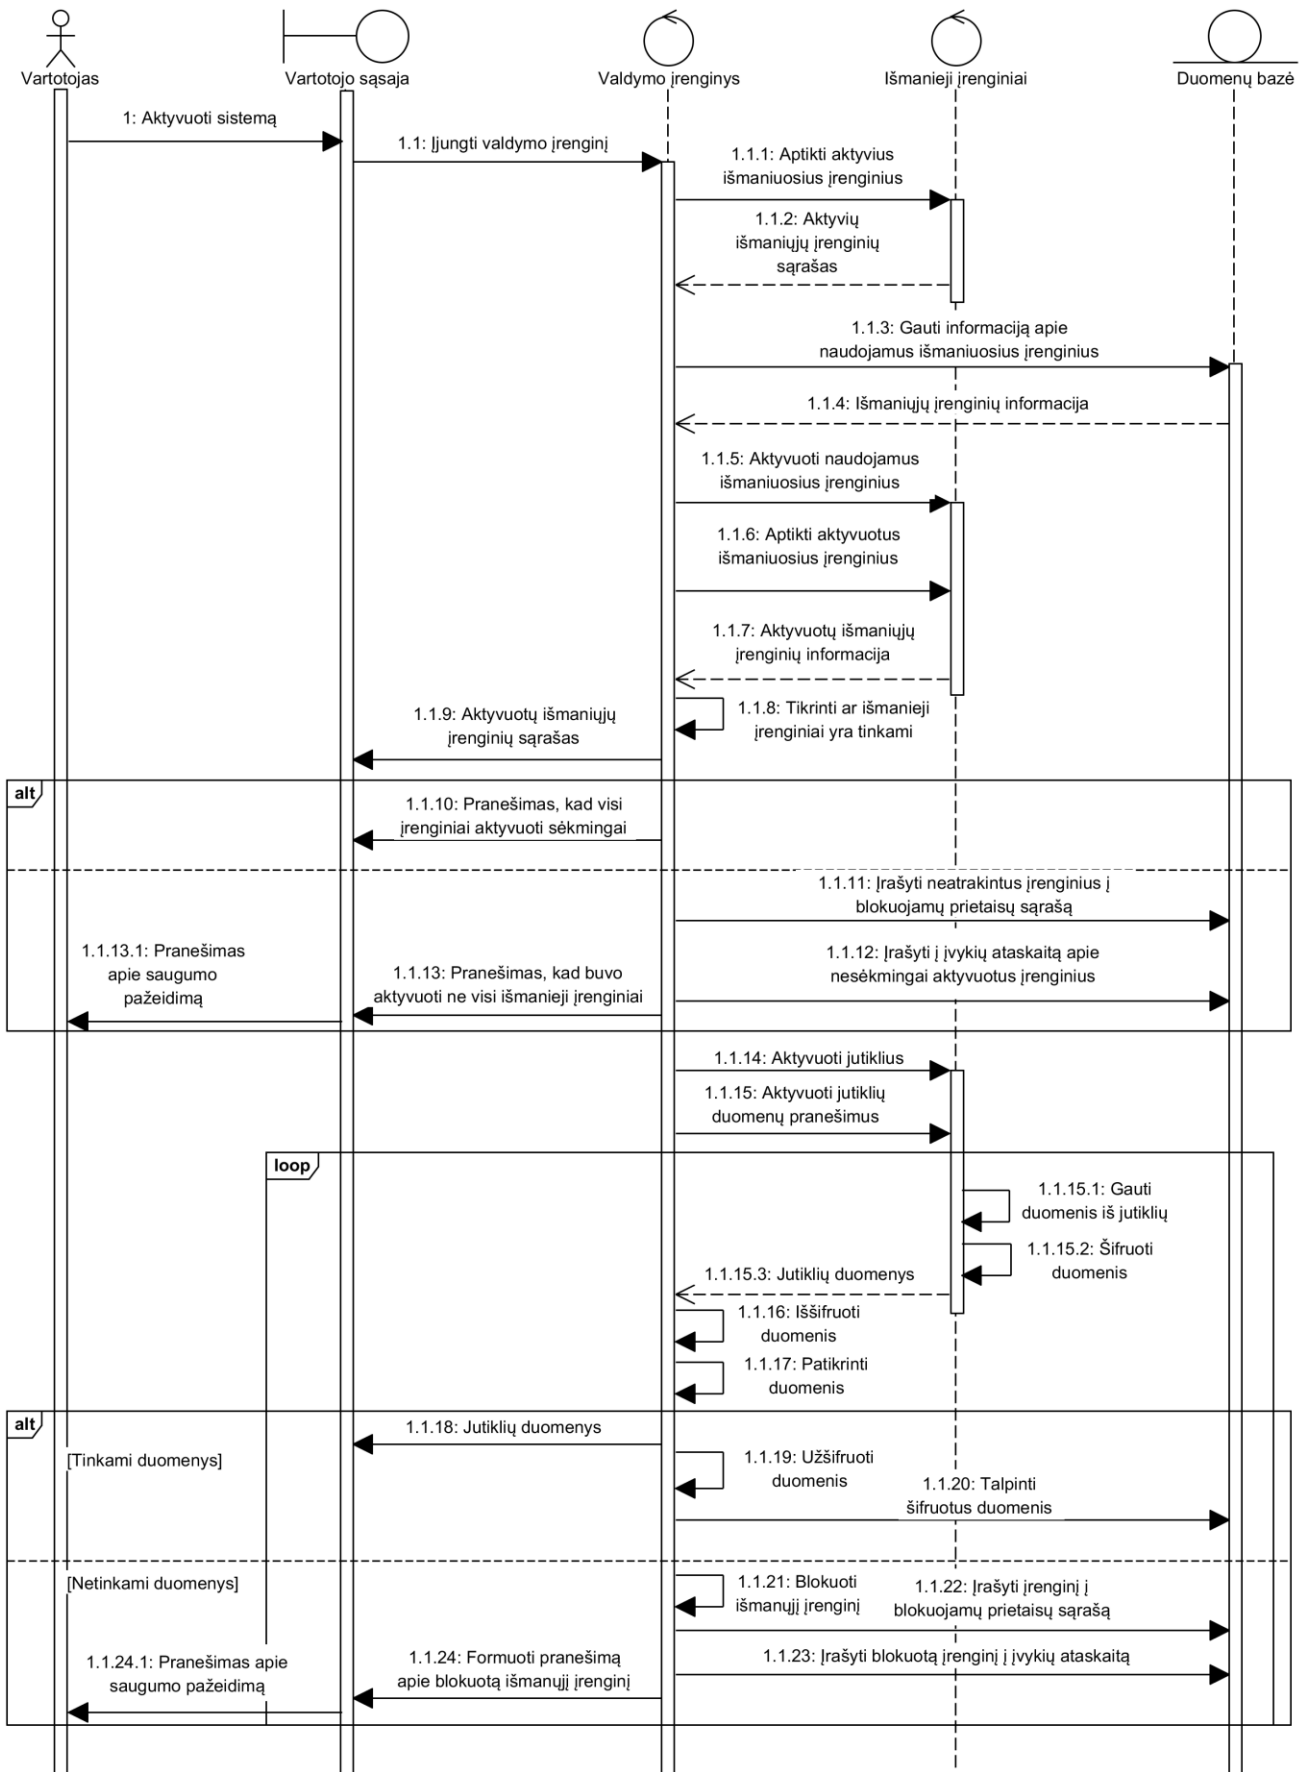 Vartotojas
Vartotojo sąsaja
Valdymo įrenginys
Išmanieji įrenginiai
Duomenų bazė
1: Aktyvuoti sistemą
1.1: Įjungti valdymo įrenginį
1.1.1: Aptikti aktyvius
išmaniuosius įrenginius
1.1.2: Aktyvių
išmaniųjų įrenginių
sąrašas
1.1.3: Gauti informaciją apie
naudojamus išmaniuosius įrenginius
1.1.4: Išmaniųjų įrenginių informacija
1.1.5: Aktyvuoti naudojamus
išmaniuosius įrenginius
1.1.6: Aptikti aktyvuotus
išmaniuosius įrenginius
1.1.7: Aktyvuotų išmaniųjų
įrenginių informacija
1.1.8: Tikrinti ar išmanieji
įrenginiai yra tinkami
1.1.9: Aktyvuotų išmaniųjų
įrenginių sąrašas
alt
1.1.10: Pranešimas, kad visi
įrenginiai aktyvuoti sėkmingai
1.1.11: Įrašyti neatrakintus įrenginius į
blokuojamų prietaisų sąrašą
1.1.12: Įrašyti į įvykių ataskaitą apie
nesėkmingai aktyvuotus įrenginius
1.1.13: Pranešimas, kad buvo
aktyvuoti ne visi išmanieji įrenginiai
1.1.13.1: Pranešimas
apie saugumo
pažeidimą
1.1.14: Aktyvuoti jutiklius
1.1.15: Aktyvuoti jutiklių
duomenų pranešimus
loop
1.1.15.1: Gauti
duomenis iš jutiklių
1.1.15.2: Šifruoti
duomenis
1.1.15.3: Jutiklių duomenys
1.1.16: Iššifruoti
duomenis
1.1.17: Patikrinti
duomenis
alt
1.1.18: Jutiklių duomenys
[Tinkami duomenys]
1.1.19: Užšifruoti
duomenis
1.1.20: Talpinti
šifruotus duomenis
[Netinkami duomenys]
1.1.21: Blokuoti
išmanųjį įrenginį
1.1.22: Įrašyti įrenginį į
blokuojamų prietaisų sąrašą
1.1.23: Įrašyti blokuotą įrenginį į įvykių ataskaitą
1.1.24: Formuoti pranešimą
apie blokuotą išmanųjį įrenginį
1.1.24.1: Pranešimas apie
saugumo pažeidimą